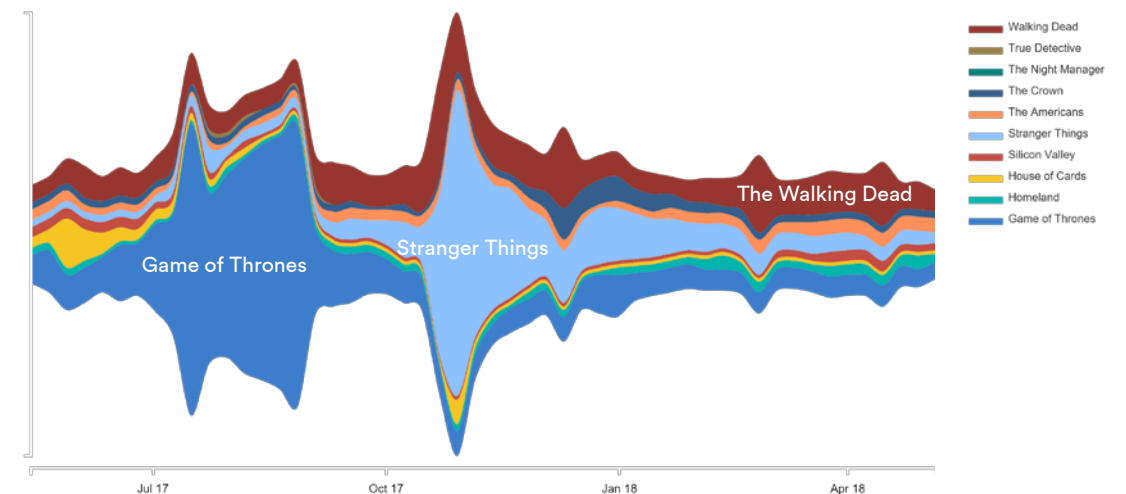 Walking Dead
True Detective
The Night Manager
The Crown
The Americans
Stranger Things
Silicon Valley
House of Cards
Homeland
Game of Thrones
The Walking Dead
Stranger Things
Game of Thrones
Jul 17
Oct 17
Jan 18
Apr 18